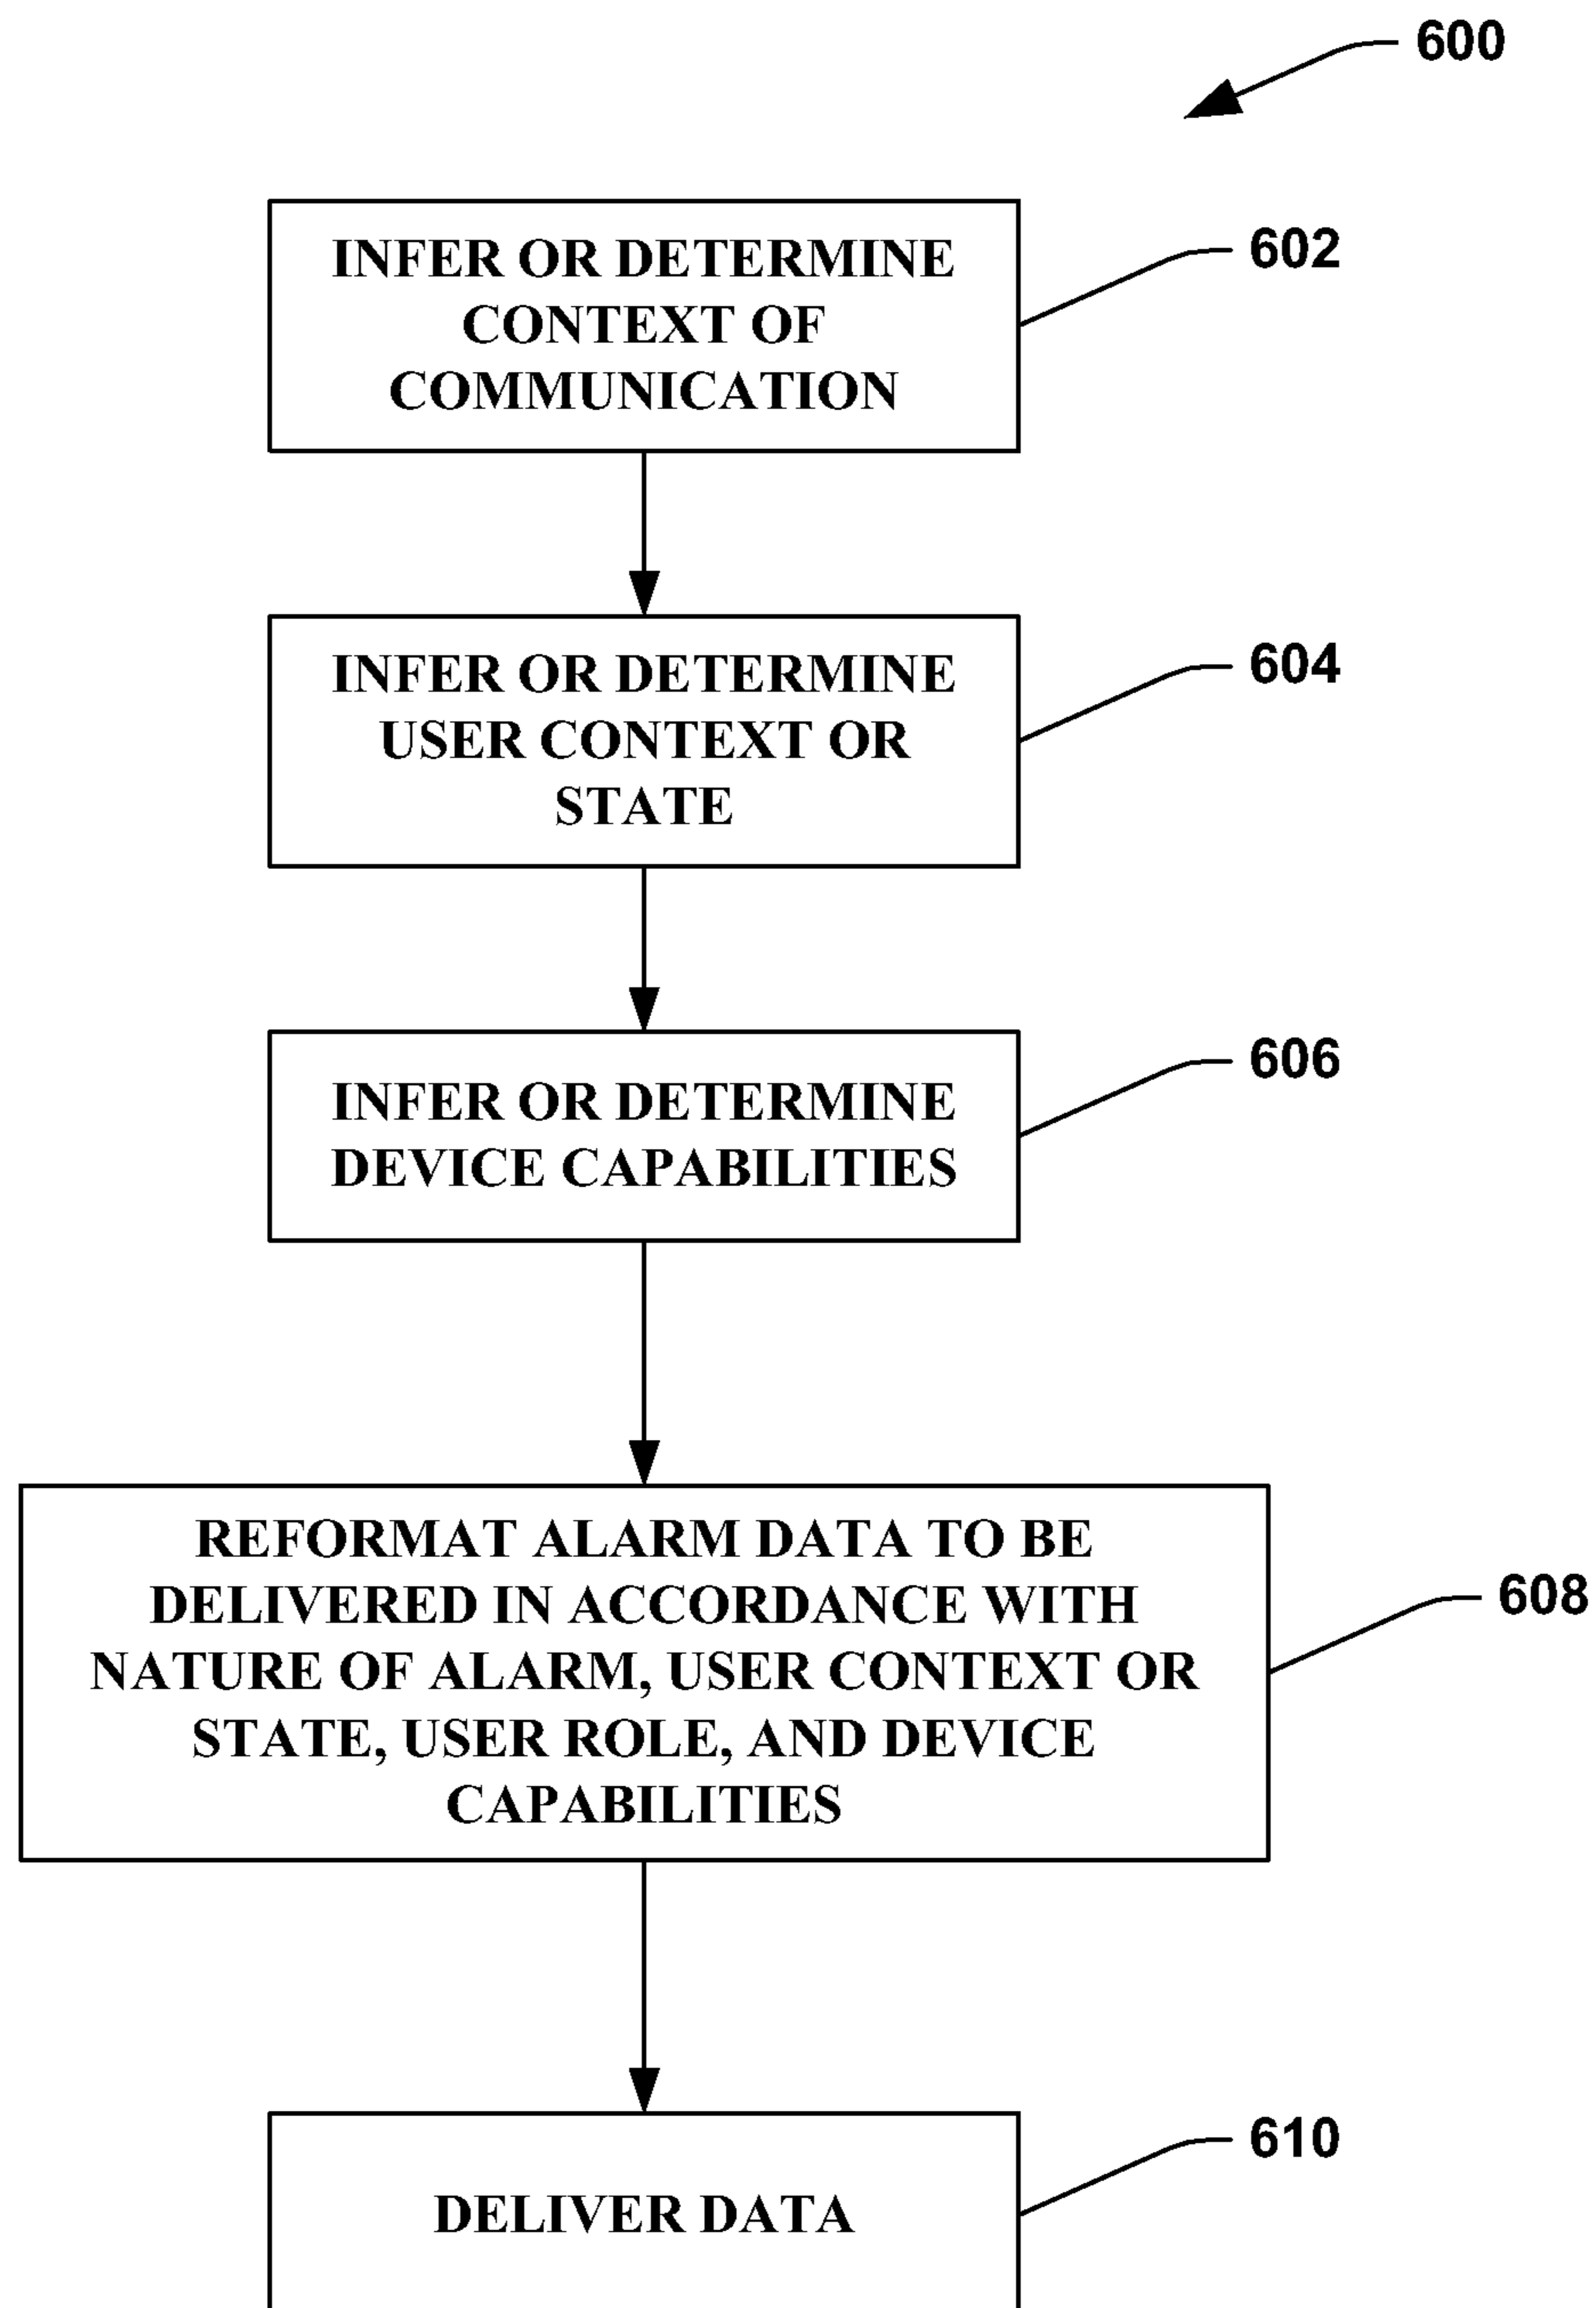 600
INFER OR DETERMINE
CONTEXT OF
COMMUNICATION
602
INFER OR DETERMINE
USER CONTEXT OR
STATE
604
INFER OR DETERMINE
DEVICE CAPABILITIES
606
REFORMAT ALARM DATA TO BE
DELIVERED IN ACCORDANCE WITH
NATURE OF ALARM, USER CONTEXT OR
STATE, USER ROLE, AND DEVICE
CAPABILITIES
608
DELIVER DATA
610